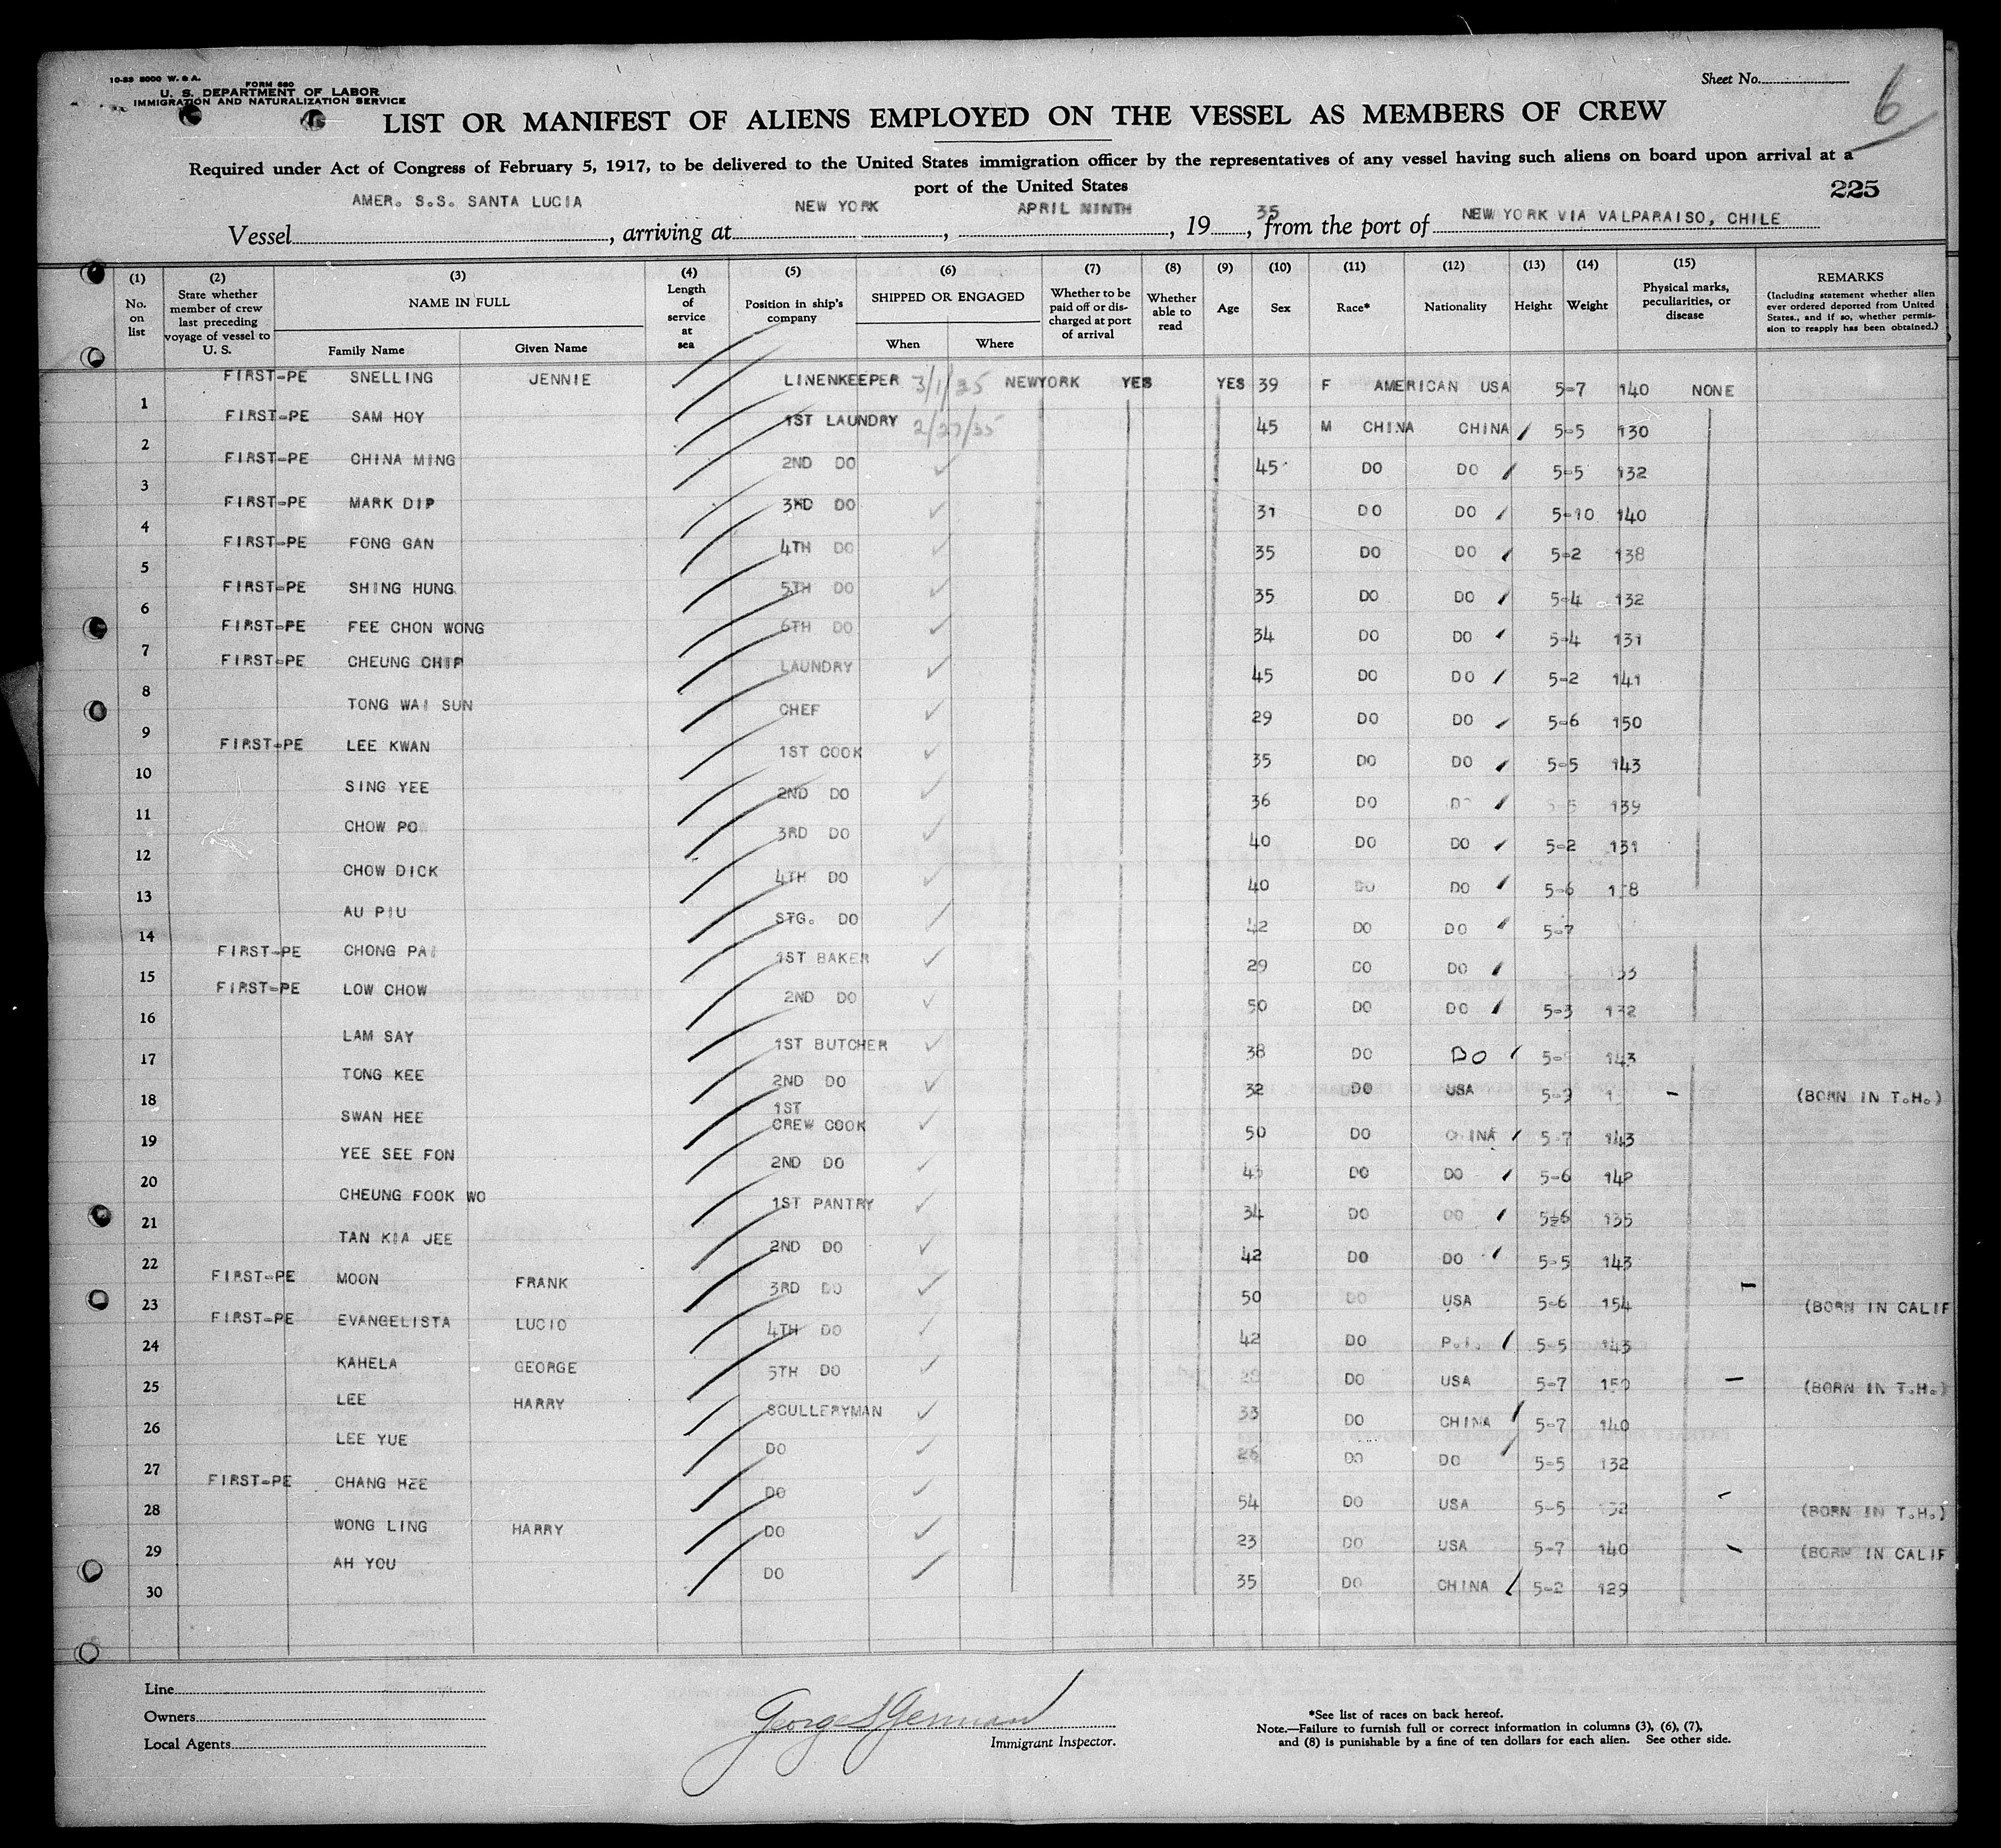 10-33 5000 W. & A.
FORM 680
U. S. DEPARTMENT OF LABOR
IMMIGRATION AND NATURALIZATION SERVICE
Sheet No.
6
LIST OR MANIFEST OF ALIENS EMPLOYED ON THE VESSEL AS MEMBERS OF CREW
Required under Act of Congress of February 5, 1917, to be delivered to the United States immigration officer by the representatives of any vessel having such aliens on board upon arrival at a
port of the United States
225
Vessel AMER. S.S. SANTA LUCIA, arriving at NEW YORK, APRIL NINTH, 1935, from the port of NEW YORK VIA VALPARAISO, CHILE
(1) No. on list (2) State whether member of crew last preceding voyage of vessel to U. S. (3) NAME IN FULL Family Name Given Name (4) Length of service at sea (5) Position in ship's company (6) SHIPPED OR ENGAGED When Where (7) Whether to be paid off or discharged at port of arrival (8) Whether able to read (9) Age (10) Sex (11) Race* (12) Nationality (13) Height (14) Weight (15) Physical marks, peculiarities, or disease REMARKS (Including statement whether alien ever ordered deported from United States., and if so, whether permission to reapply has been obtained.)
1 FIRST-PE SNELLING JENNIE LINENKEEPER 3/1/35 NEWYORK YES YES 39 F AMERICAN USA 5-7 140 NONE
2 FIRST-PE SAM HOY 1ST LAUNDRY 2/27/35 45 M CHINA CHINA 5-5 130
3 FIRST-PE CHINA MING 2ND DO 45 DO DO 5-5 132
4 FIRST-PE MARK DIP 3RD DO 31 DO DO 5-10 140
5 FIRST-PE FONG GAN 4TH DO 35 DO DO 5-2 138
6 FIRST-PE SHING HUNG 5TH DO 35 DO DO 5-4 132
7 FIRST-PE FEE CHON WONG 6TH DO 34 DO DO 5-4 131
8 FIRST-PE CHEUNG CHIP LAUNDRY 45 DO DO 5-2 141
9 TONG WAI SUN CHEF 29 DO DO 5-6 150
10 FIRST-PE LEE KWAN 1ST COOK 35 DO DO 5-5 143
11 SING YEE 2ND DO 36 DO DO 139
12 CHOW PO 3RD DO 40 DO DO 5-2 131
13 CHOW DICK 4TH DO 40 DO DO 5-6
14 AU PIU STG. DO 42 DO DO 5-7
15 FIRST-PE CHONG PAI 1ST BAKER 29 DO DO
16 FIRST-PE LOW CHOW 2ND DO 50 DO DO 5-3 132
17 LAM SAY 1ST BUTCHER 38 DO DO 143
18 TONG KEE 2ND DO 32 DO USA 5-9 (BORN IN T.H.)
19 SWAN HEE 1ST CREW COOK 50 DO CHINA 5-7 143
20 YEE SEE FON 2ND DO 43 DO DO 5-6
21 CHEUNG FOOK WO 1ST PANTRY 34 DO DO 5-6 135
22 TAN KIA JEE 2ND DO 42 DO DO 5-5 143
23 FIRST-PE MOON FRANK 3RD DO 50 DO USA 5-6 154 (BORN IN CALIF
24 FIRST-PE EVANGELISTA LUCIO 4TH DO 42 DO P.I. 5-5 143
25 KAHELA GEORGE 5TH DO DO USA 5-7 150 (BORN IN T.H.)
26 LEE HARRY SCULLERYMAN 33 DO CHINA 5-7 140
27 LEE YUE DO 26 DO DO 5-5 132
28 FIRST-PE CHANG HEE DO 54 DO USA 5-5 132 (BORN IN T.H.)
29 WONG LING HARRY DO 23 DO USA 5-7 140 (BORN IN CALIF
30 AH YOU DO 35 DO CHINA 5-2 129
Line
Owners
Local Agents
George S German
Immigrant Inspector.
*See list of races on back hereof.
Note.—Failure to furnish full or correct information in columns (3), (6), (7),
and (8) is punishable by a fine of ten dollars for each alien. See other side.